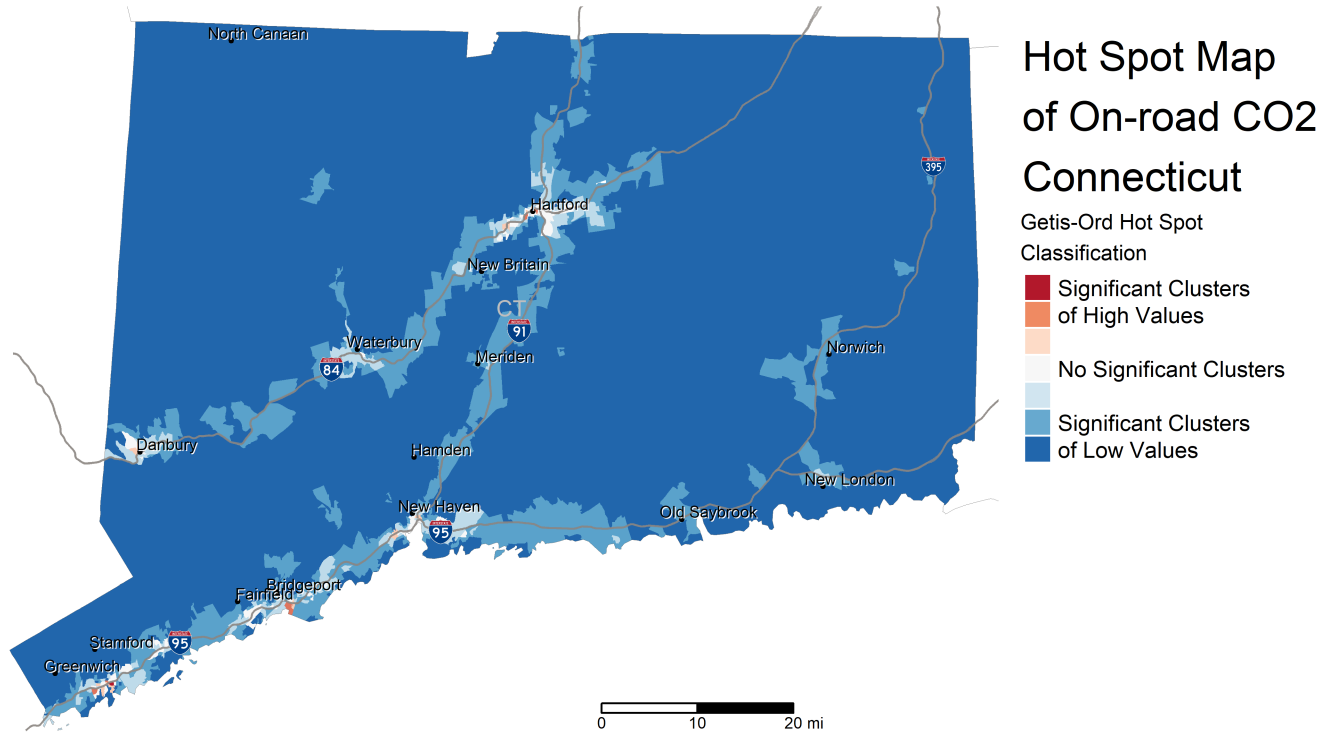 Hot Spot Map
of On-road CO2
Connecticut
Getis-Ord Hot Spot
Classification
Significant Clusters
of High Values
No Significant Clusters
Significant Clusters
of Low Values
North Canaan
395
Hartford
New Britain
CT
91
Waterbury
Norwich
Meriden
84
Danbury
Hamden
New London
New Haven
Old Saybrook
95
Bridgeport
Fairfield
Stamford
95
Greenwich
0 10 20 mi